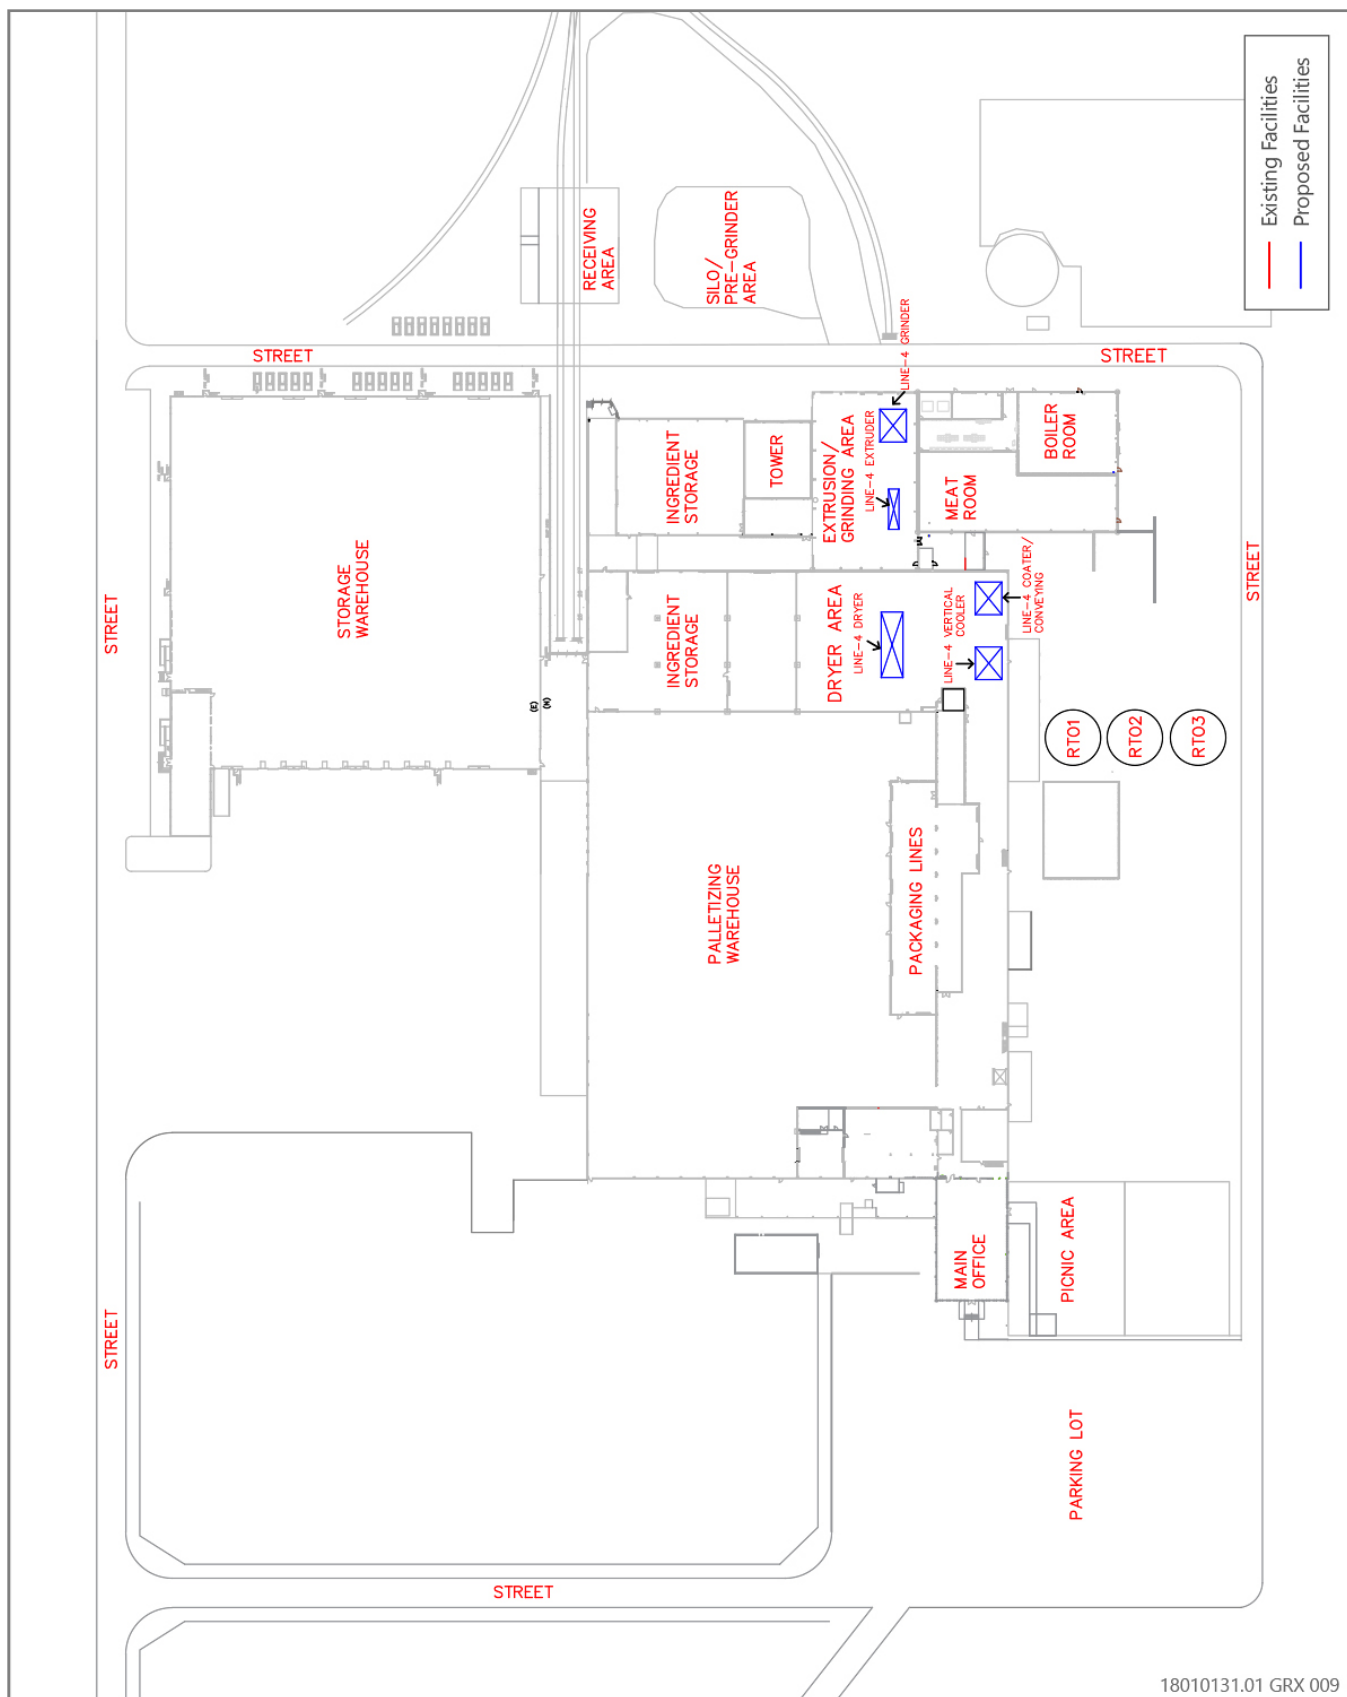 Existing Facilities
Proposed Facilities
RECEIVING
AREA
SILO/
PRE-GRINDER
AREA
STREET
STREET
LINE-4 GRINDER
STORAGE
WAREHOUSE
INGREDIENT
STORAGE
TOWER
EXTRUSION/
GRINDING AREA
LINE-4 EXTRUDER
MEAT
ROOM
BOILER
ROOM
STREET
STREET
INGREDIENT
STORAGE
DRYER AREA
LINE-4 DRYER
LINE-4 VERTICAL
COOLER
LINE-4 COATER/
CONVEYING
(E)
(N)
RTO1
RTO2
RTO3
PALLETIZING
WAREHOUSE
PACKAGING LINES
MAIN
OFFICE
PICNIC AREA
STREET
PARKING LOT
STREET
18010131.01 GRX 009